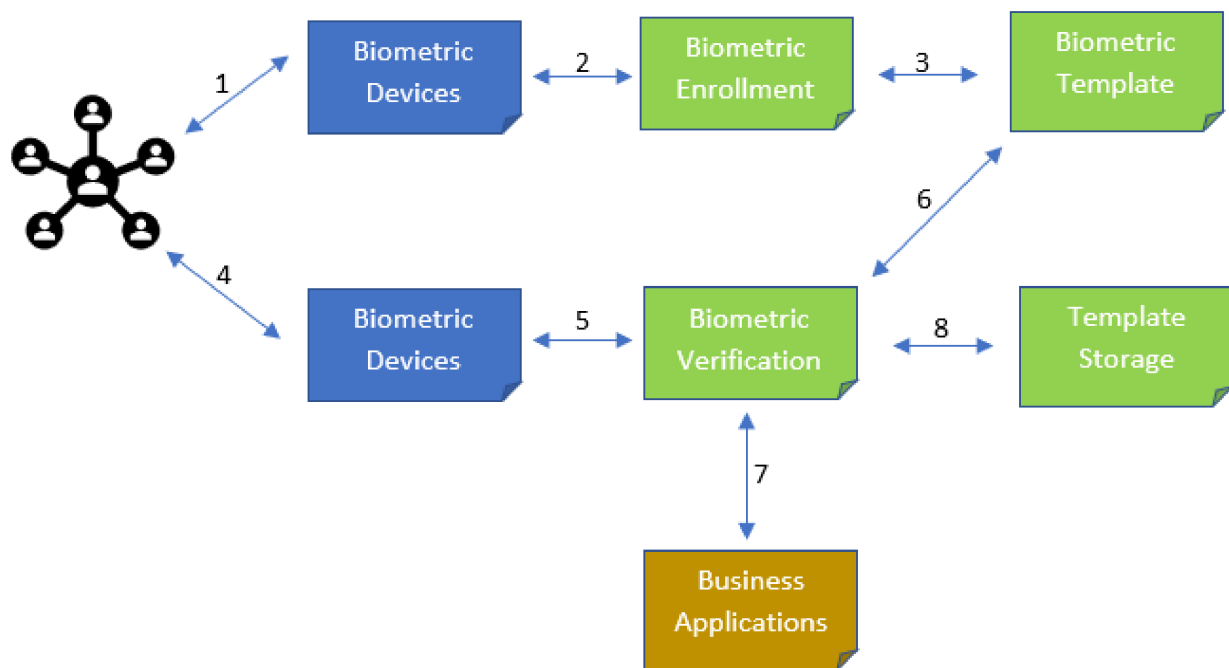 1
Biometric
Devices
2
Biometric
Enrollment
3
Biometric
Template
4
Biometric
Devices
5
Biometric
Verification
6
8
Template
Storage
7
Business
Applications